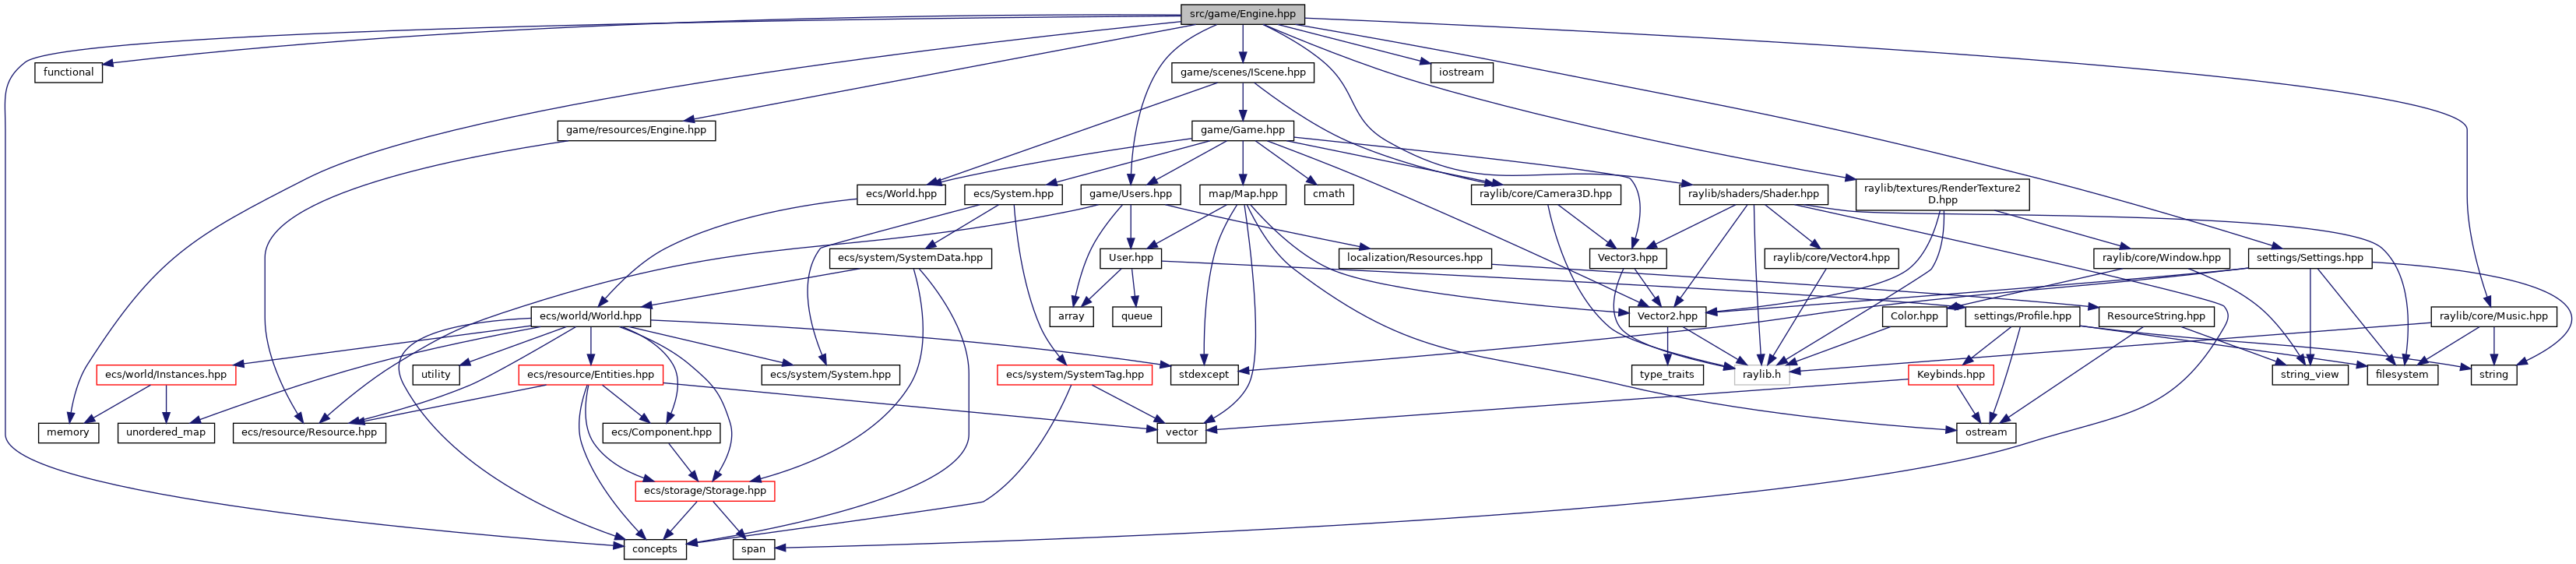 src/game/Engine.hpp
functional
game/scenes/IScene.hpp
iostream
game/resources/Engine.hpp
game/Game.hpp
ecs/World.hpp
ecs/System.hpp
game/Users.hpp
map/Map.hpp
cmath
raylib/core/Camera3D.hpp
raylib/shaders/Shader.hpp
raylib/textures/RenderTexture2
D.hpp
ecs/system/SystemData.hpp
User.hpp
localization/Resources.hpp
Vector3.hpp
raylib/core/Vector4.hpp
raylib/core/Window.hpp
settings/Settings.hpp
ecs/world/World.hpp
array
queue
Vector2.hpp
Color.hpp
settings/Profile.hpp
ResourceString.hpp
raylib/core/Music.hpp
ecs/world/Instances.hpp
utility
ecs/resource/Entities.hpp
ecs/system/System.hpp
ecs/system/SystemTag.hpp
stdexcept
type_traits
raylib.h
Keybinds.hpp
string_view
filesystem
string
memory
unordered_map
ecs/resource/Resource.hpp
ecs/Component.hpp
vector
ostream
ecs/storage/Storage.hpp
concepts
span